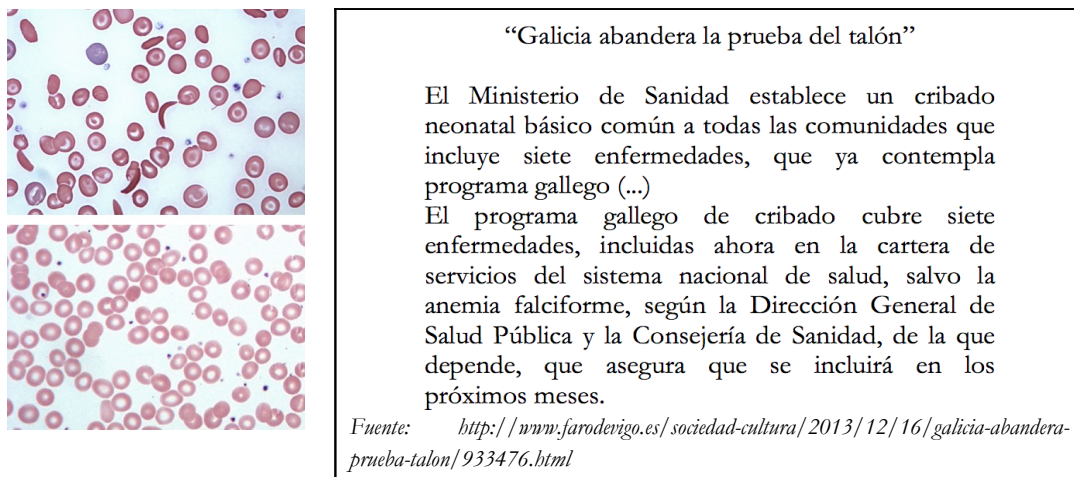 “Galicia abandera la prueba del talón”
El Ministerio de Sanidad establece un cribado
neonatal básico común a todas las comunidades que
incluye siete enfermedades, que ya contempla
programa gallego (...)
El programa gallego de cribado cubre siete
enfermedades, incluidas ahora en la cartera de
servicios del sistema nacional de salud, salvo la
anemia falciforme, según la Dirección General de
Salud Pública y la Consejería de Sanidad, de la que
depende, que asegura que se incluirá en los
próximos meses.
Fuente: http://www.farodevigo.es/sociedad-cultura/2013/12/16/galicia-abandera-
prueba-talon/933476.html